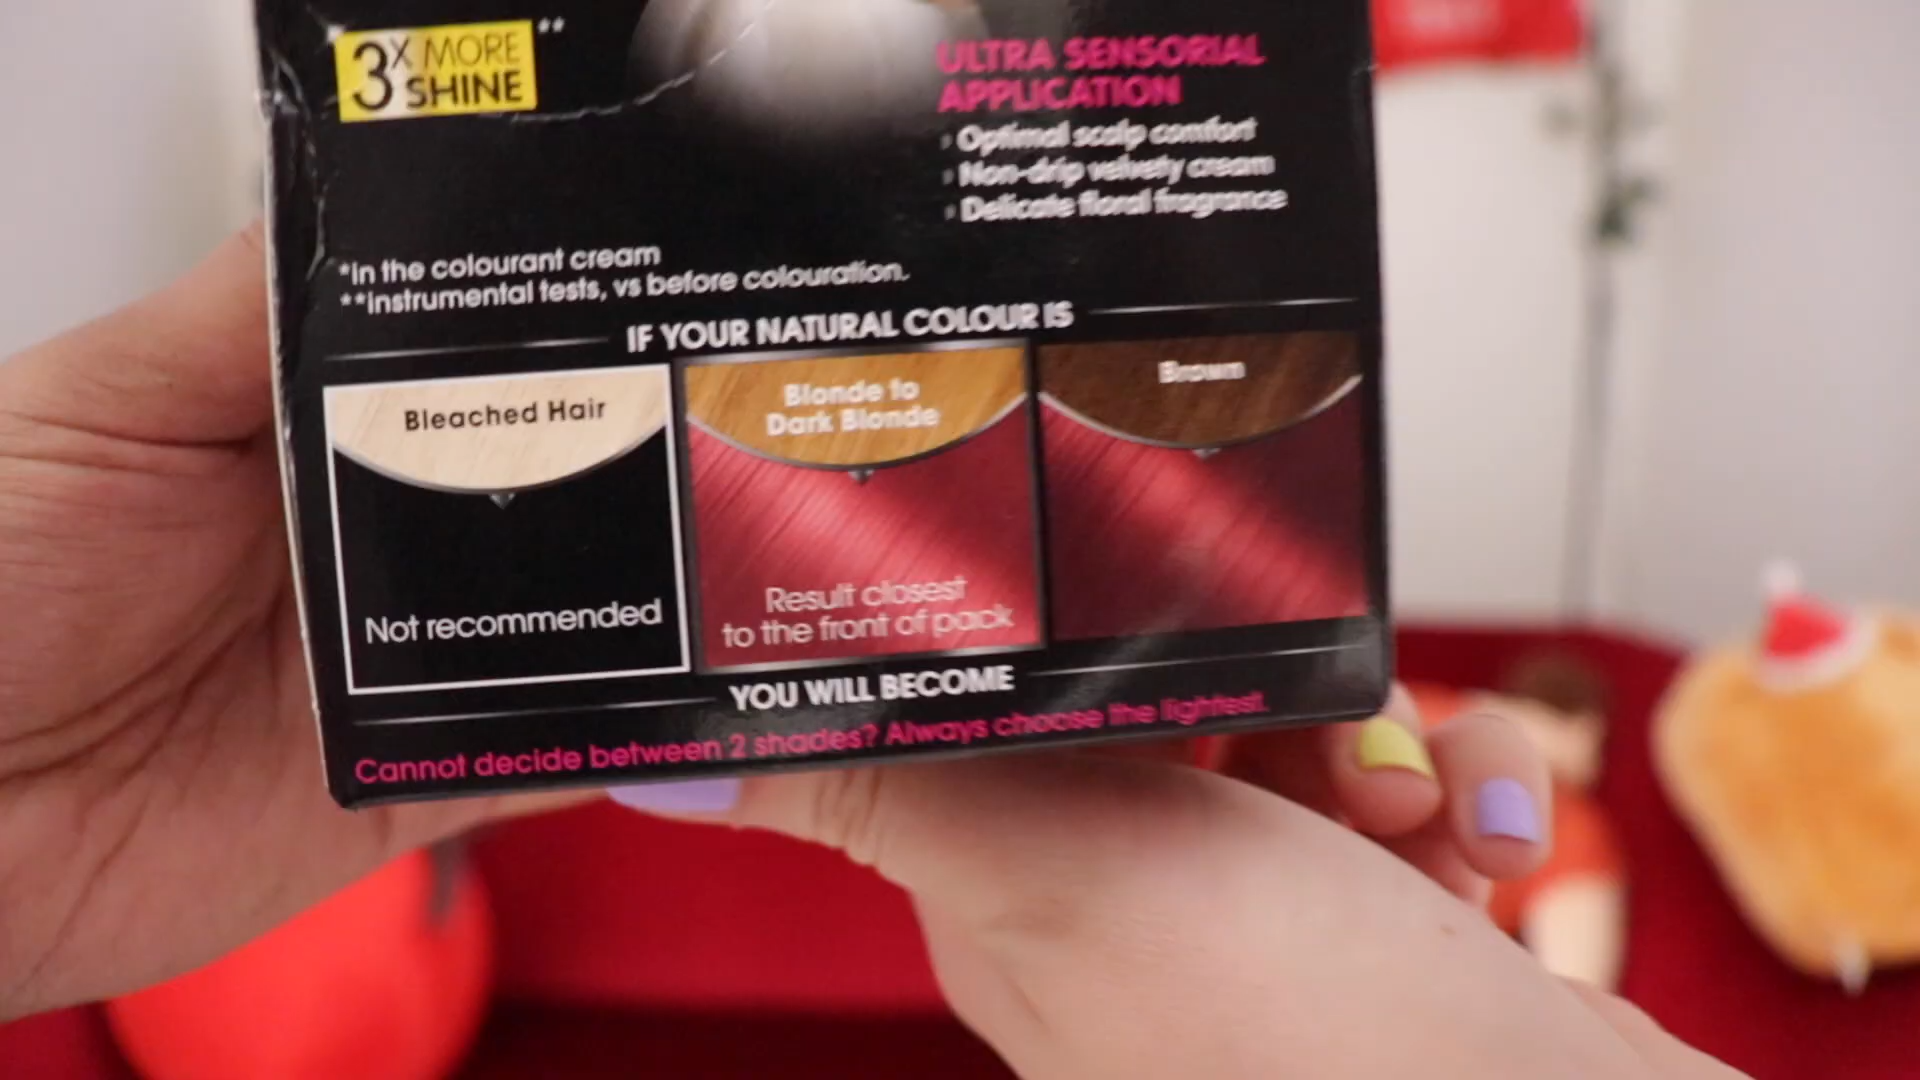 3X MORE
SHINE**
ULTRA SENSORIAL
APPLICATION
› Optimal scalp comfort
› Non-drip velvety cream
› Delicate floral fragrance
*in the colourant cream
**instrumental tests, vs before colouration.
IF YOUR NATURAL COLOUR IS
Bleached Hair
Not recommended
Blonde to
Dark Blonde
Result closest
to the front of pack
Brown
YOU WILL BECOME
Cannot decide between 2 shades? Always choose the lightest.